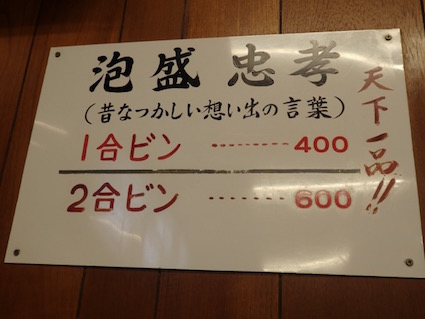 泡盛 忠孝
(昔なつかしい想い出の言葉)
1合ビン ........ 400
2合ビン ....... 600
天下一品!!